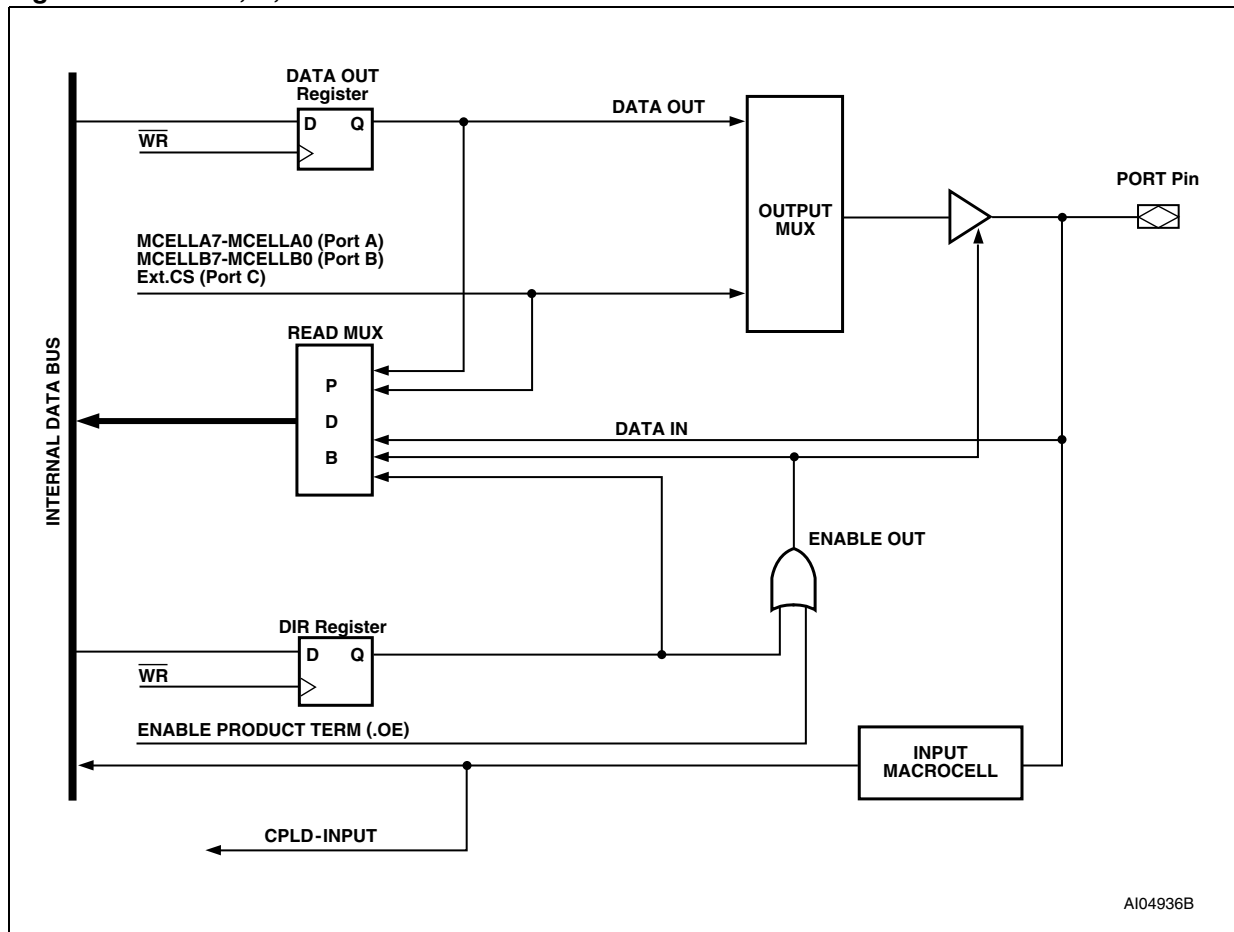 DATA OUT
Register
D Q
WR
DATA OUT
PORT Pin
OUTPUT
MUX
MCELLA7-MCELLA0 (Port A)
MCELLB7-MCELLB0 (Port B)
Ext.CS (Port C)
READ MUX
P
D
B
DATA IN
INTERNAL DATA BUS
ENABLE OUT
DIR Register
D Q
WR
ENABLE PRODUCT TERM (.OE)
INPUT
MACROCELL
CPLD-INPUT
AI04936B